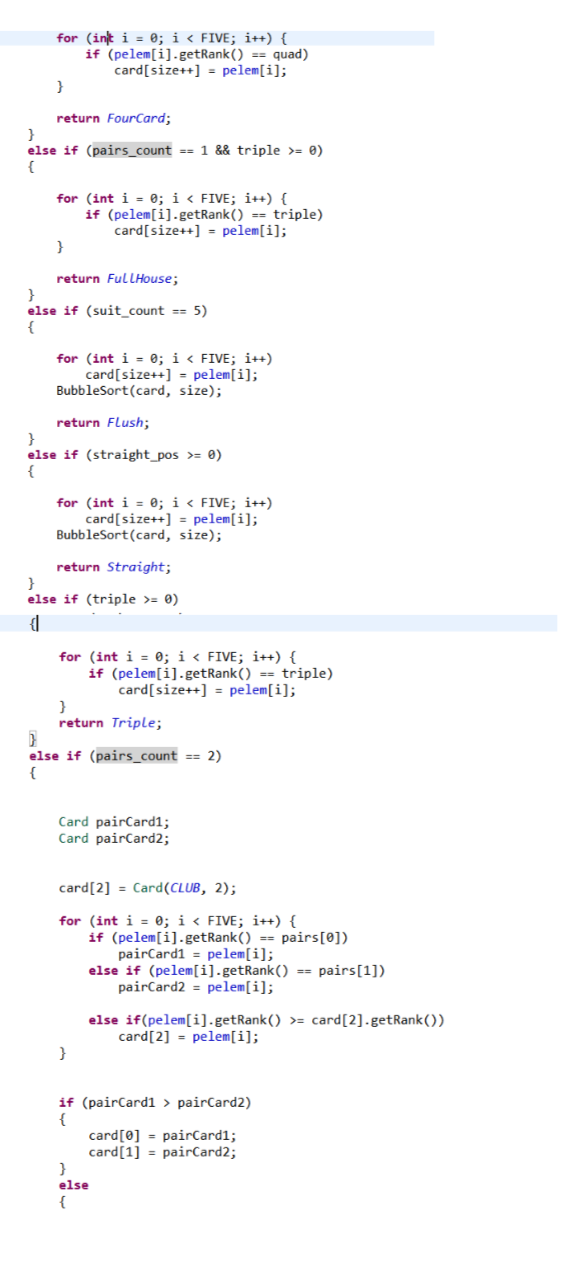 for (int i = 0; i < FIVE; i++) {
if (pelem[i].getRank() == quad)
card[size++] = pelem[i];
}
return FourCard;
}
else if (pairs_count == 1 && triple >= 0)
{
for (int i = 0; i < FIVE; i++) {
if (pelem[i].getRank() == triple)
card[size++] = pelem[i];
}
return FullHouse;
}
else if (suit_count == 5)
{
for (int i = 0; i < FIVE; i++)
card[size++] = pelem[i];
BubbleSort(card, size);
return Flush;
}
else if (straight_pos >= 0)
{
for (int i = 0; i < FIVE; i++)
card[size++] = pelem[i];
BubbleSort(card, size);
return Straight;
}
else if (triple >= 0)
{
for (int i = 0; i < FIVE; i++) {
if (pelem[i].getRank() == triple)
card[size++] = pelem[i];
}
return Triple;
}
else if (pairs_count == 2)
{
Card pairCard1;
Card pairCard2;
card[2] = Card(CLUB, 2);
for (int i = 0; i < FIVE; i++) {
if (pelem[i].getRank() == pairs[0])
pairCard1 = pelem[i];
else if (pelem[i].getRank() == pairs[1])
pairCard2 = pelem[i];
else if(pelem[i].getRank() >= card[2].getRank())
card[2] = pelem[i];
}
if (pairCard1 > pairCard2)
{
card[0] = pairCard1;
card[1] = pairCard2;
}
else
{